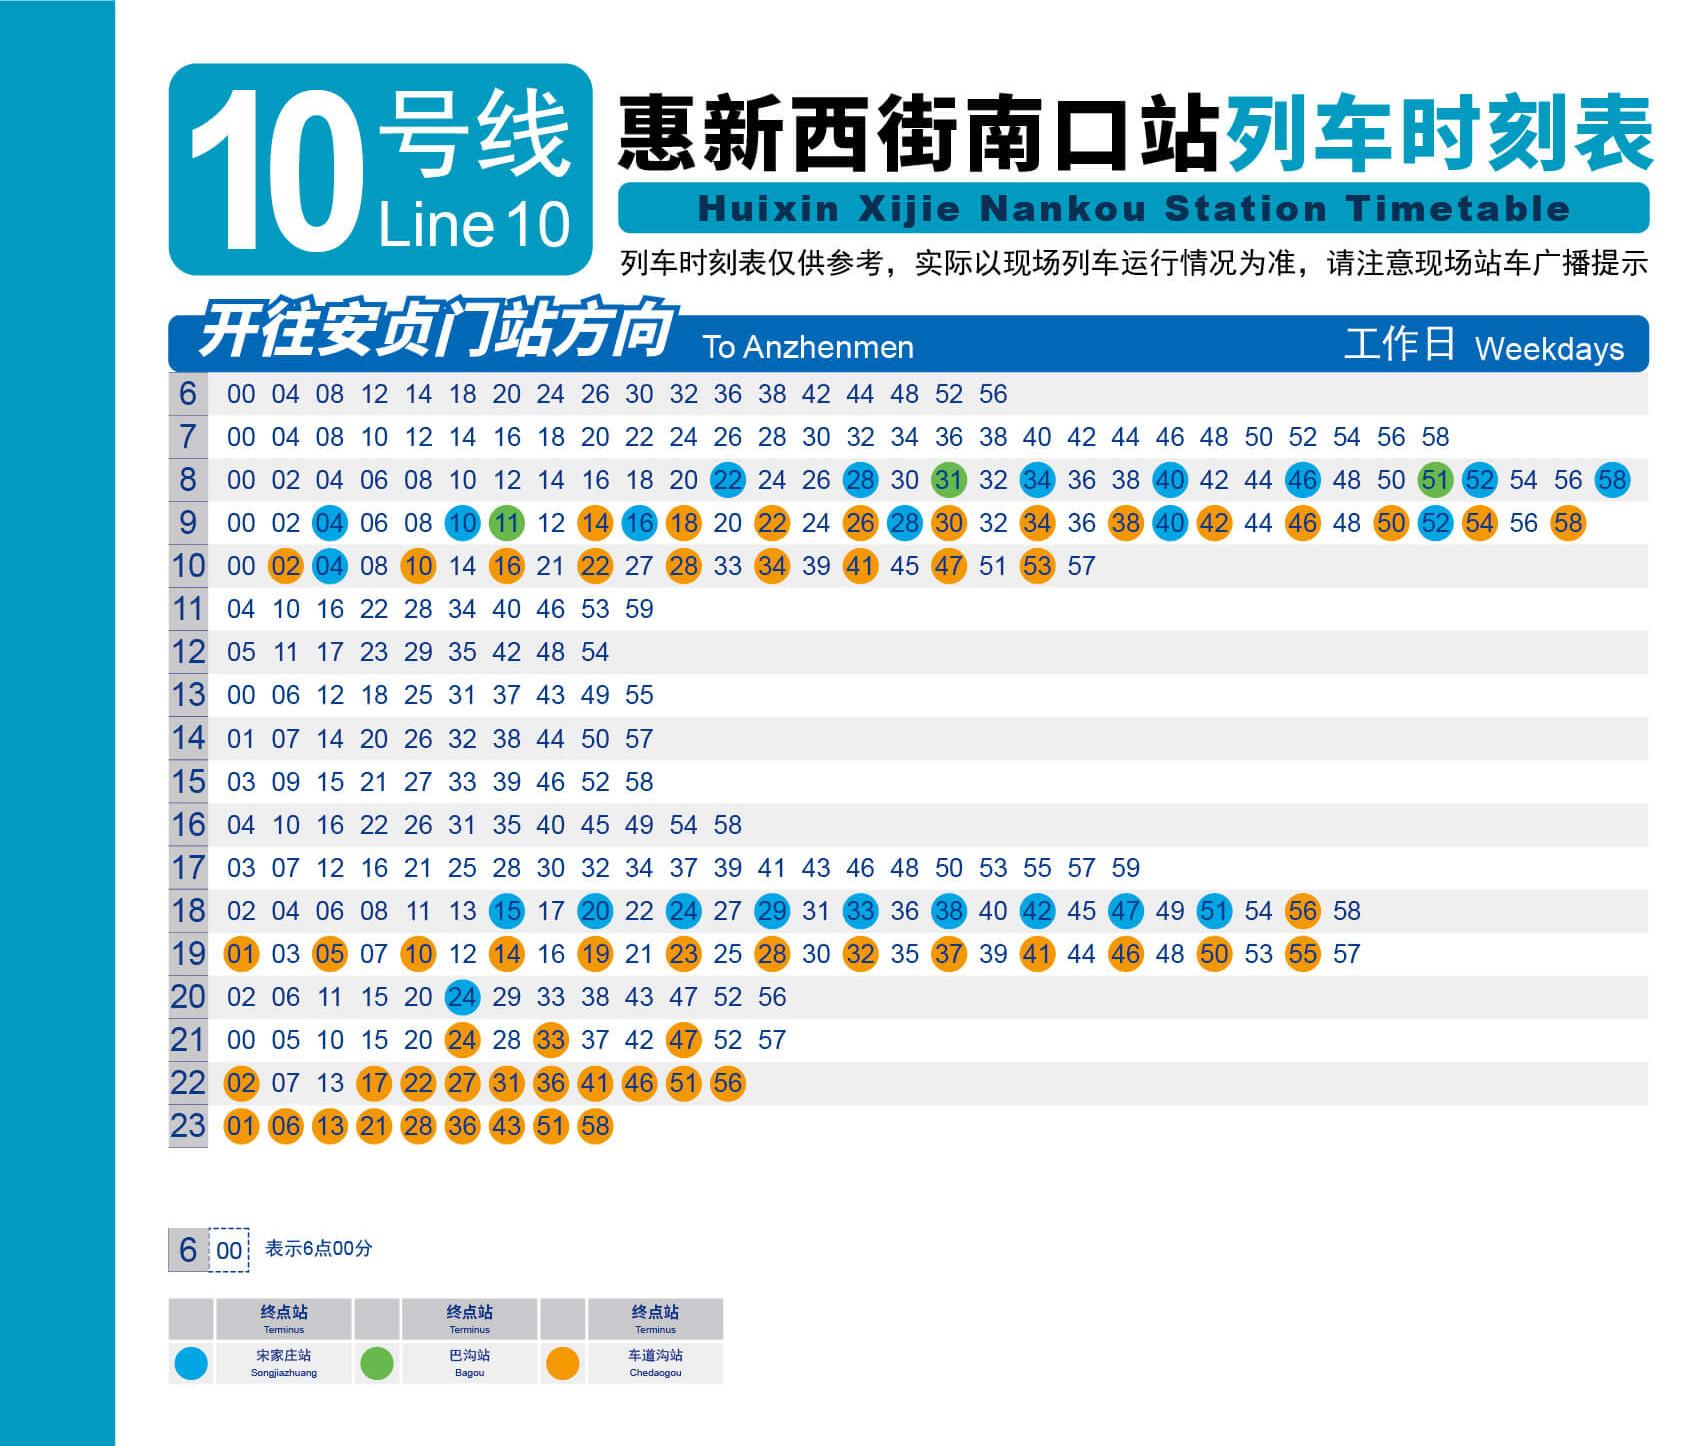 10 号线
Line 10
惠新西街南口站列车时刻表
Huixin Xijie Nankou Station Timetable
列车时刻表仅供参考，实际以现场列车运行情况为准，请注意现场站车广播提示
开往安贞门站方向 To Anzhenmen 工作日 Weekdays
6 00 04 08 12 14 18 20 24 26 30 32 36 38 42 44 48 52 56
7 00 04 08 10 12 14 16 18 20 22 24 26 28 30 32 34 36 38 40 42 44 46 48 50 52 54 56 58
8 00 02 04 06 08 10 12 14 16 18 20 22 24 26 28 30 31 32 34 36 38 40 42 44 46 48 50 51 52 54 56 58
9 00 02 04 06 08 10 11 12 14 16 18 20 22 24 26 28 30 32 34 36 38 40 42 44 46 48 50 52 54 56 58
10 00 02 04 08 10 14 16 21 22 27 28 33 34 39 41 45 47 51 53 57
11 04 10 16 22 28 34 40 46 53 59
12 05 11 17 23 29 35 42 48 54
13 00 06 12 18 25 31 37 43 49 55
14 01 07 14 20 26 32 38 44 50 57
15 03 09 15 21 27 33 39 46 52 58
16 04 10 16 22 26 31 35 40 45 49 54 58
17 03 07 12 16 21 25 28 30 32 34 37 39 41 43 46 48 50 53 55 57 59
18 02 04 06 08 11 13 15 17 20 22 24 27 29 31 33 36 38 40 42 45 47 49 51 54 56 58
19 01 03 05 07 10 12 14 16 19 21 23 25 28 30 32 35 37 39 41 44 46 48 50 53 55 57
20 02 06 11 15 20 24 29 33 38 43 47 52 56
21 00 05 10 15 20 24 28 33 37 42 47 52 57
22 02 07 13 17 22 27 31 36 41 46 51 56
23 01 06 13 21 28 36 43 51 58
6 00 表示6点00分
终点站 终点站 终点站
Terminus Terminus Terminus
宋家庄站 巴沟站 车道沟站
Songjiazhuang Bagou Chedaogou